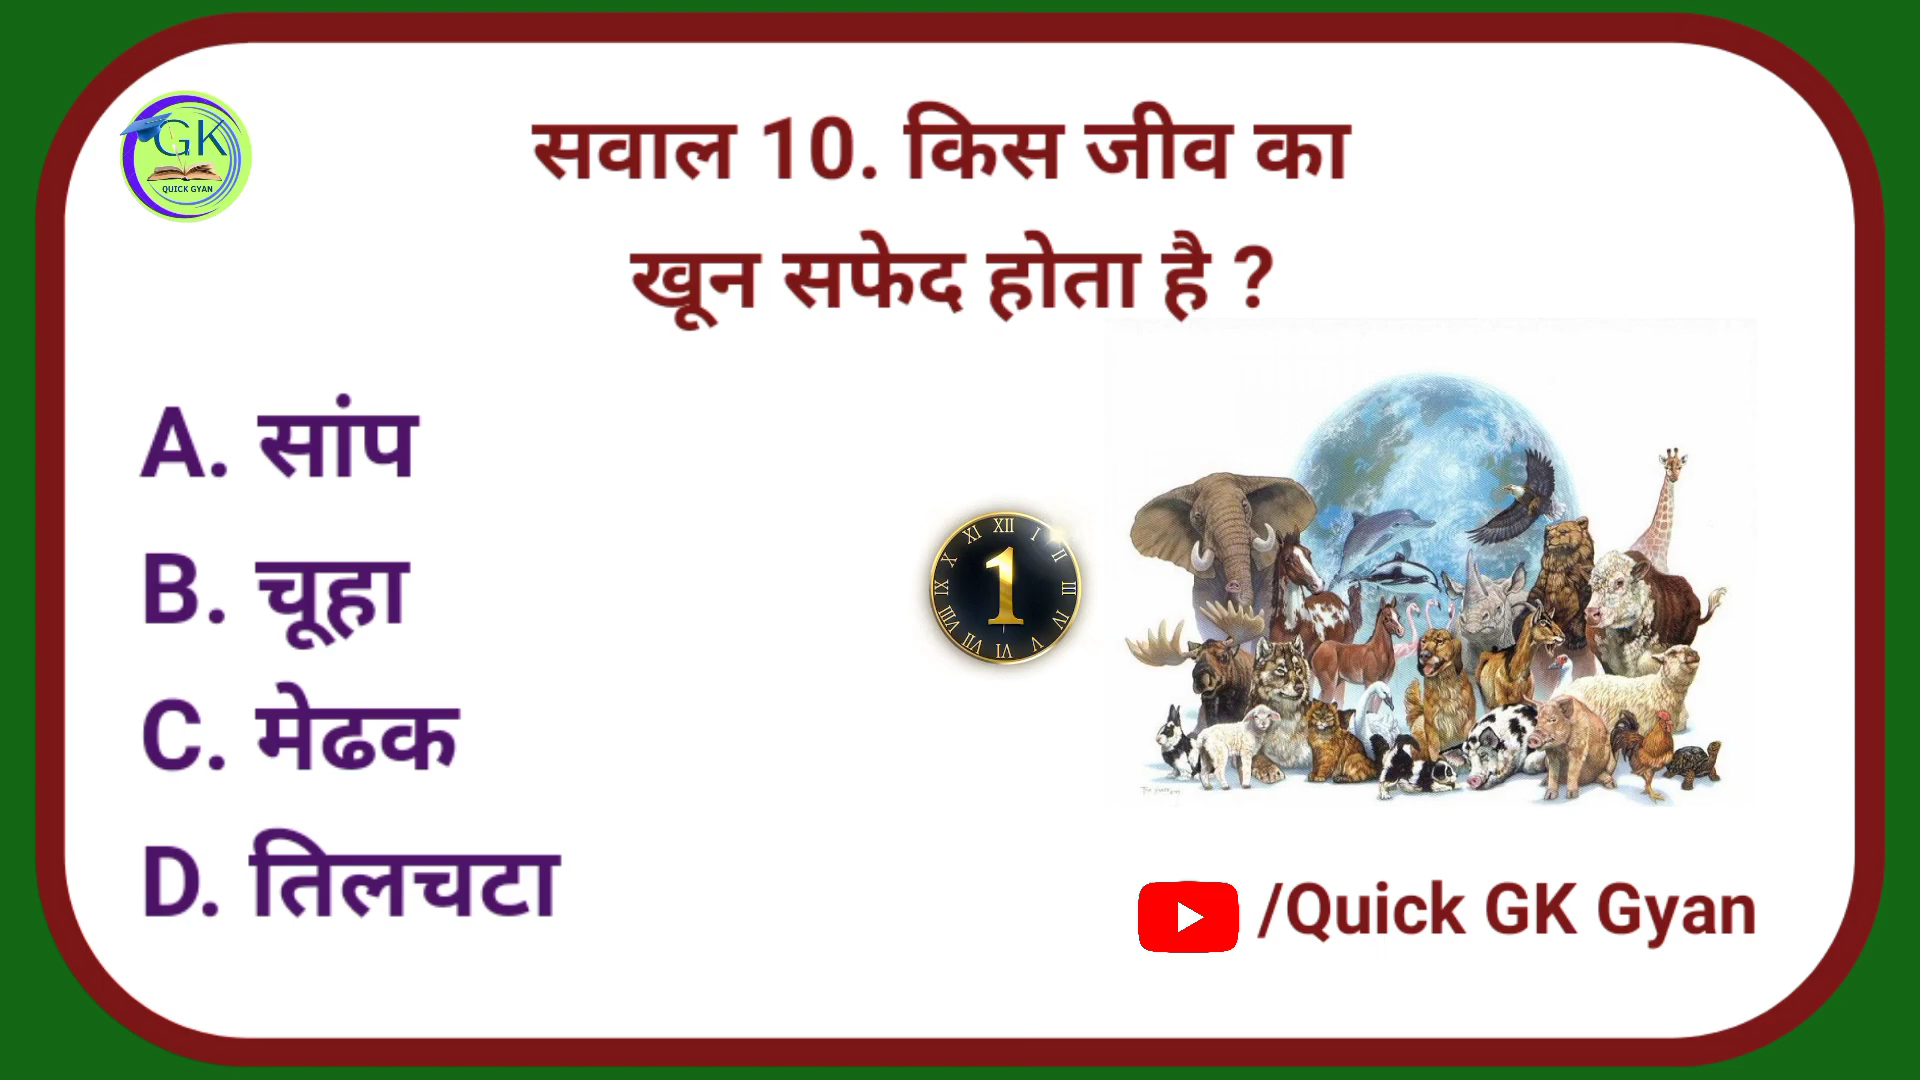 GK
QUICK GYAN
सवाल 10. किस जीव का
खून सफेद होता है ?
A. सांप
B. चूहा
C. मेढक
D. तिलचटा
XII
I
II
III
IV
V
VI
VII
VIII
IX
X
XI
1
/Quick GK Gyan